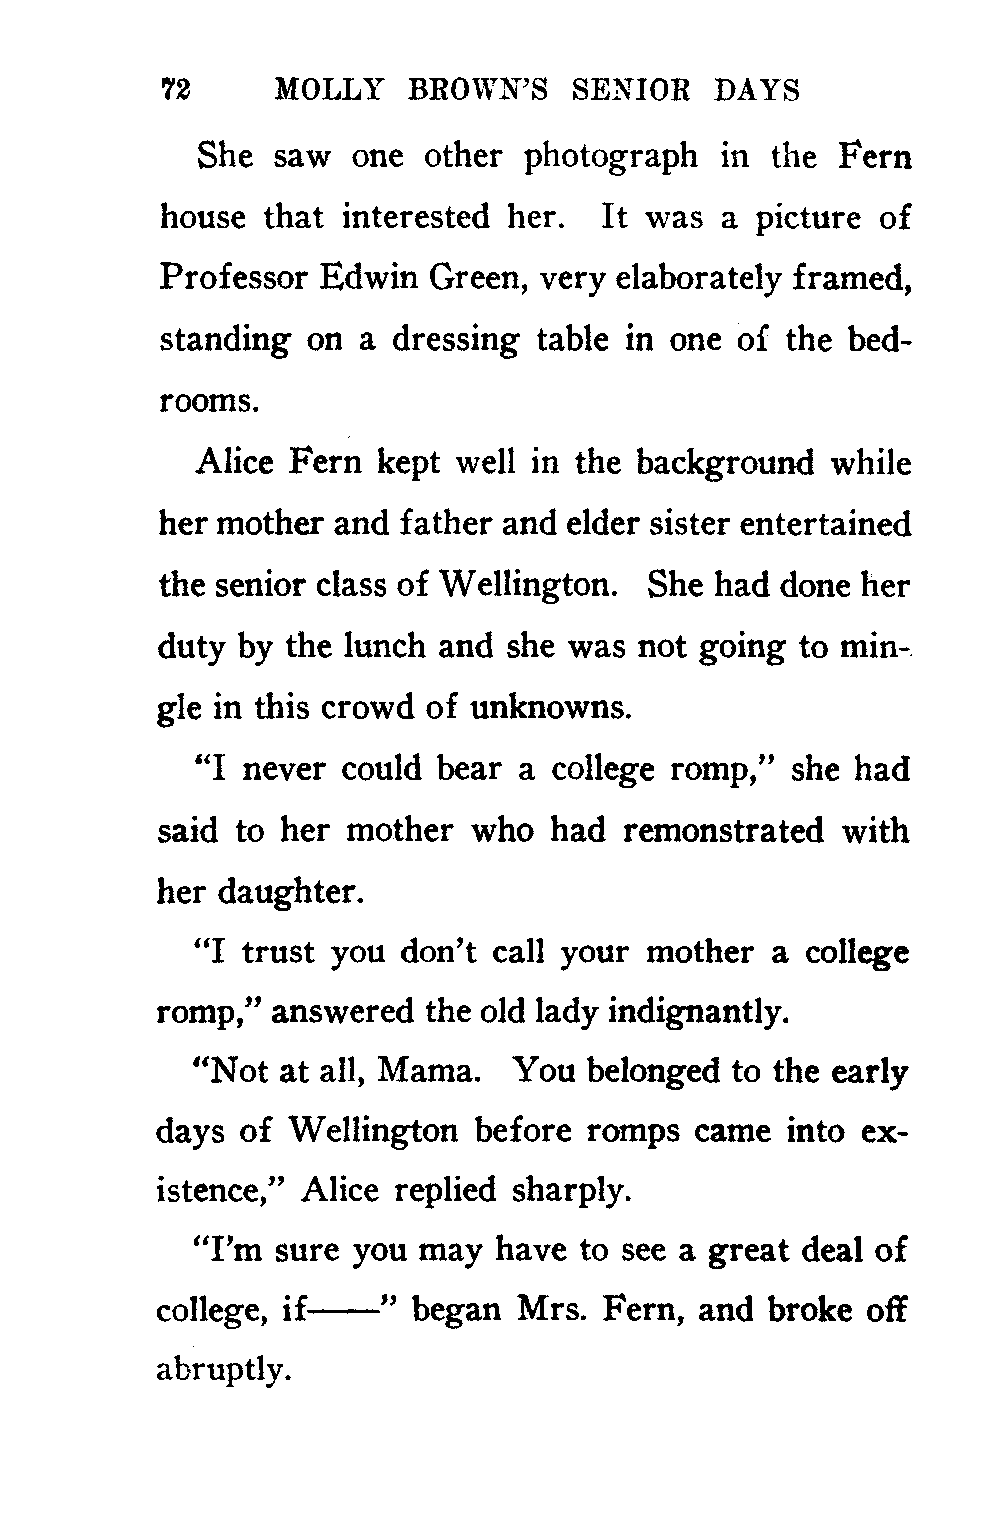 72 MOLLY BROWN'S SENIOR DAYS
She saw one other photograph in the Fern
house that interested her. It was a picture of
Professor Edwin Green, very elaborately framed,
standing on a dressing table in one of the bed-
rooms.
Alice Fern kept well in the background while
her mother and father and elder sister entertained
the senior class of Wellington. She had done her
duty by the lunch and she was not going to min-
gle in this crowd of unknowns.
"I never could bear a college romp," she had
said to her mother who had remonstrated with
her daughter.
"I trust you don't call your mother a college
romp," answered the old lady indignantly.
"Not at all, Mama. You belonged to the early
days of Wellington before romps came into ex-
istence," Alice replied sharply.
"I'm sure you may have to see a great deal of
college, if——" began Mrs. Fern, and broke off
abruptly.